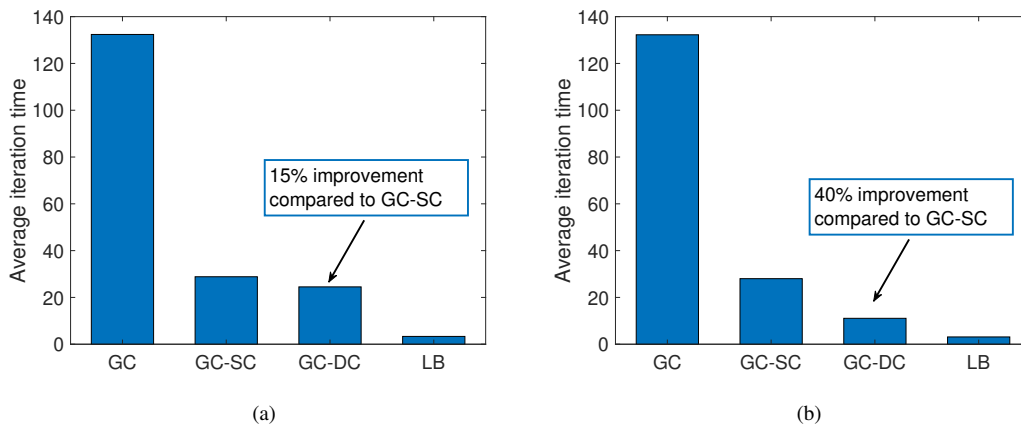 140
120
100
80
60
40
20
0
Average iteration time
15% improvement
compared to GC-SC
GC GC-SC GC-DC LB
(a)
140
120
100
80
60
40
20
0
Average iteration time
40% improvement
compared to GC-SC
GC GC-SC GC-DC LB
(b)